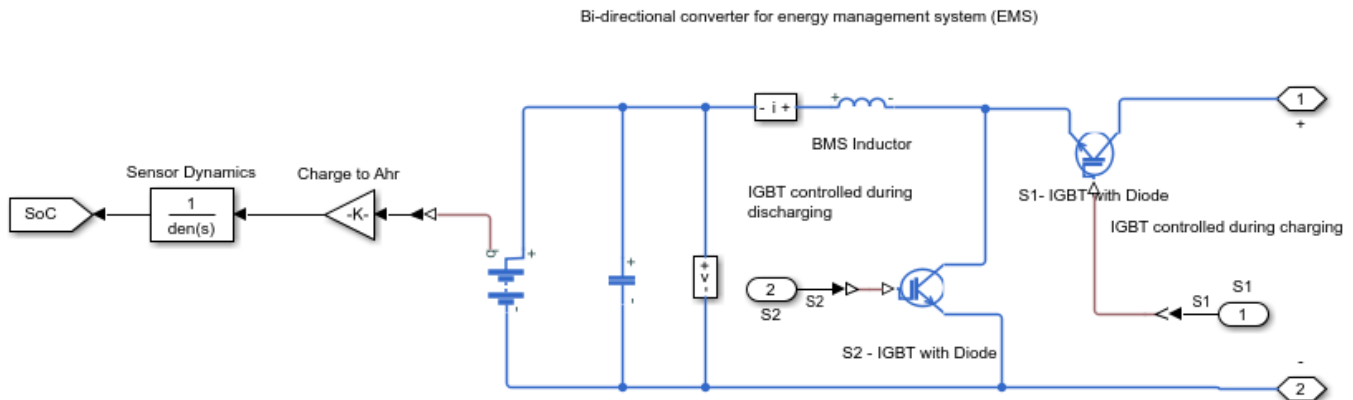 Bi-directional converter for energy management system (EMS)
1
+
- i +
+ -
BMS Inductor
Sensor Dynamics
Charge to Ahr
IGBT controlled during
discharging
S1- IGBT with Diode
SoC
1
den(s)
-K-
IGBT controlled during charging
q
+
+
+
v
-
2
S2
S2
S1
S1
1
-
-
S2 - IGBT with Diode
-
2